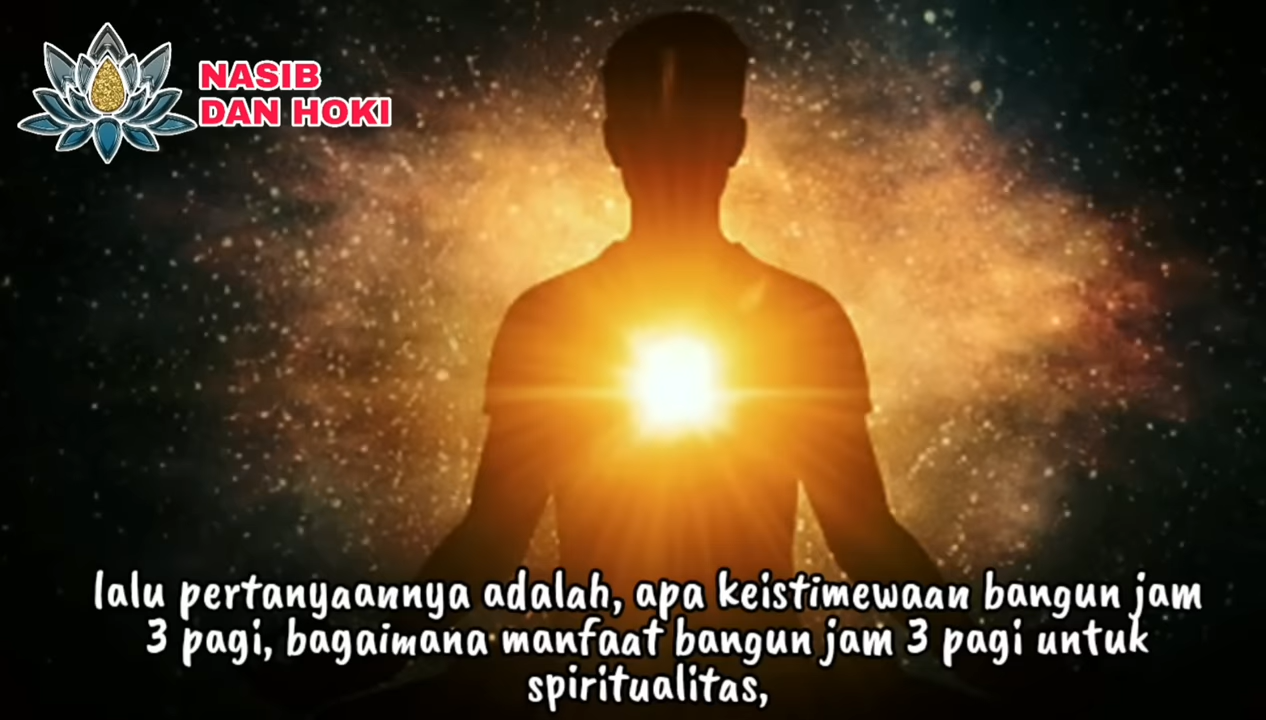 NASIB
DAN HOKI
lalu pertanyaannya adalah, apa keistimewaan bangun jam
3 pagi, bagaimana manfaat bangun jam 3 pagi untuk
spiritualitas,